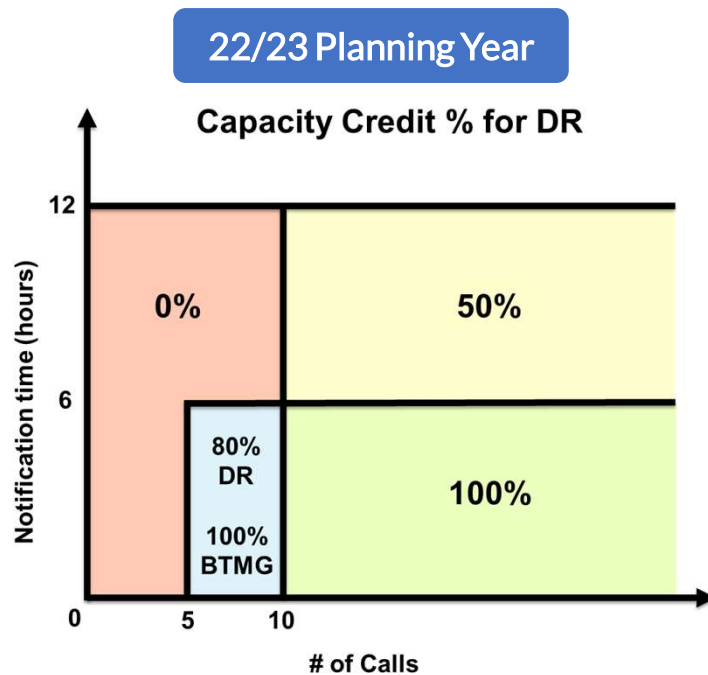 22/23 Planning Year
Capacity Credit % for DR
12
Notification time (hours)
0%
50%
6
80%
DR
100%
100%
BTMG
0
5
10
# of Calls